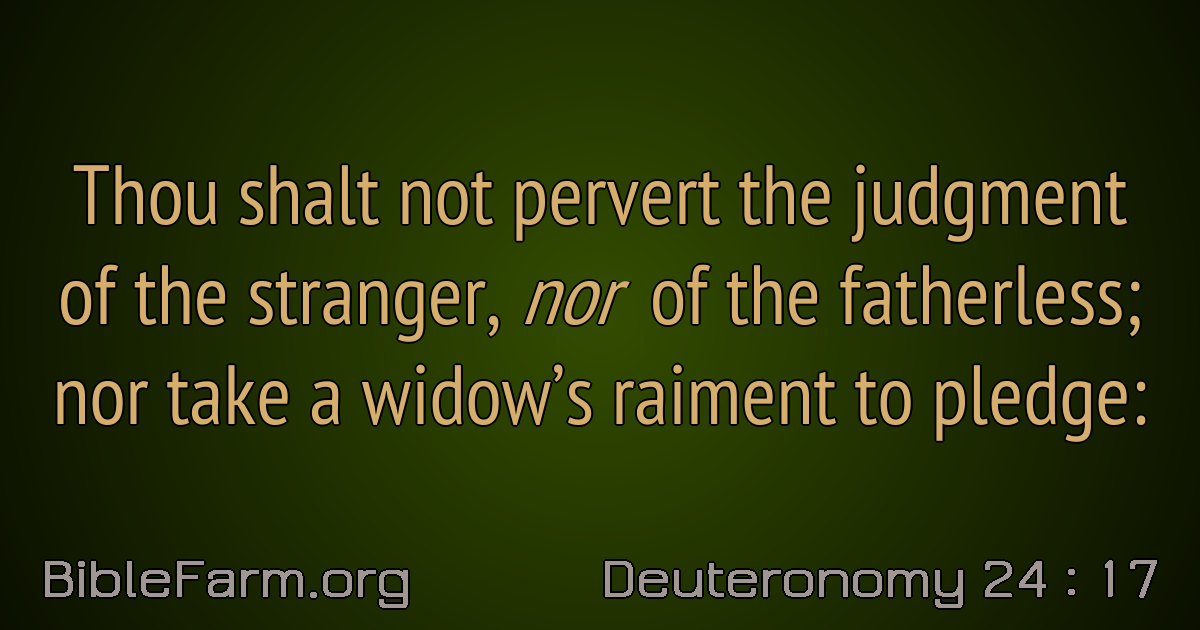 Thou shalt not pervert the judgment
of the stranger, nor of the fatherless;
nor take a widow’s raiment to pledge:
BibleFarm.org
Deuteronomy 24 : 17